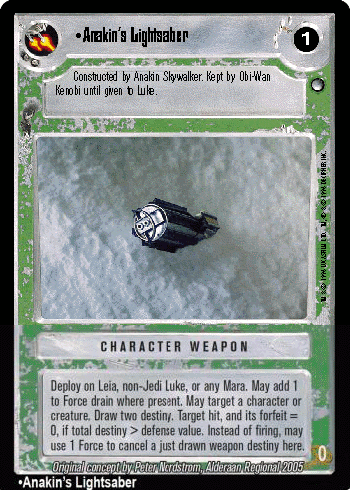 •Anakin's Lightsaber
1
Constructed by Anakin Skywalker. Kept by Obi-Wan
Kenobi until given to Luke.
CHARACTER WEAPON
Deploy on Leia, non-Jedi Luke, or any Mara. May add 1
to Force drain where present. May target a character or
creature. Draw two destiny. Target hit, and its forfeit =
0, if total destiny > defense value. Instead of firing, may
use 1 Force to cancel a just drawn weapon destiny here.
0
Original concept by Peter Nordstrom, Alderaan Regional 2005
•Anakin's Lightsaber